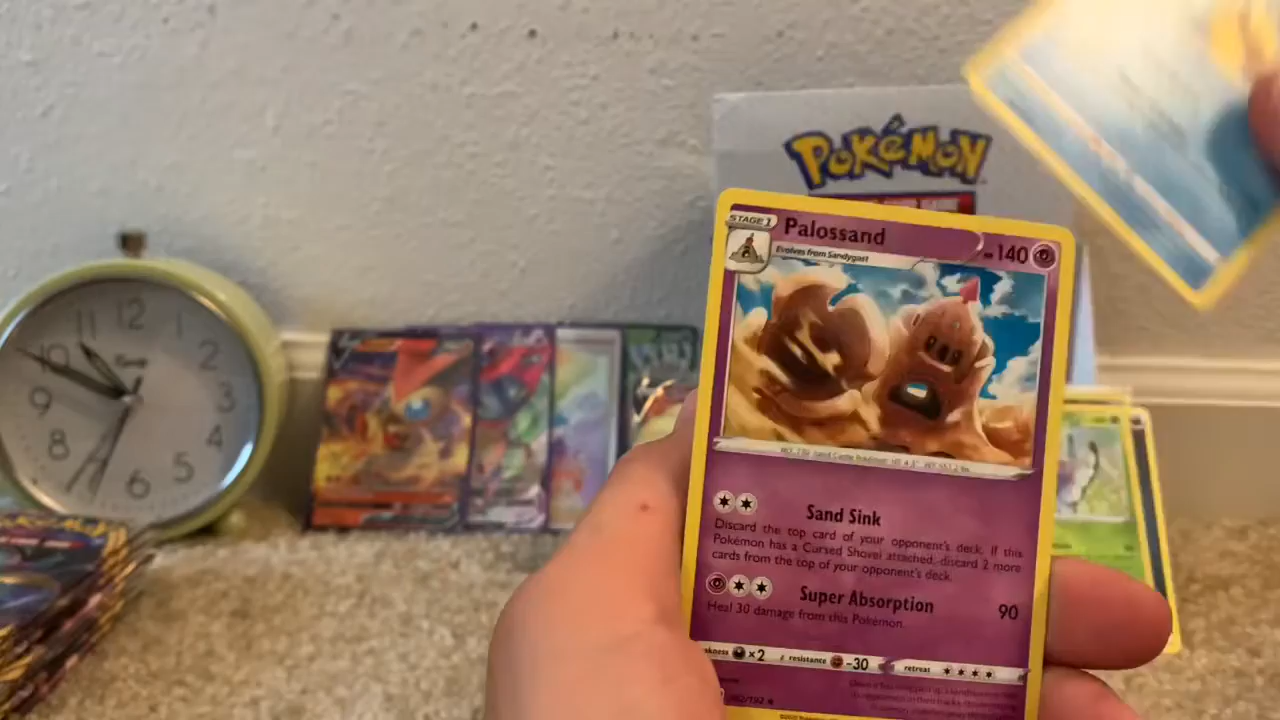 POKéMON
STAGE 1
Palossand
140
Evolves from Sandygast
Sand Sink
Discard the top card of your opponent's deck. If this
Pokémon has a Cursed Shovel attached, discard 2 more
cards from the top of your opponent's deck.
Super Absorption 90
Heal 30 damage from this Pokémon.
×2 resistance -30 retreat
12
1
2
3
4
5
6
7
8
9
10
11